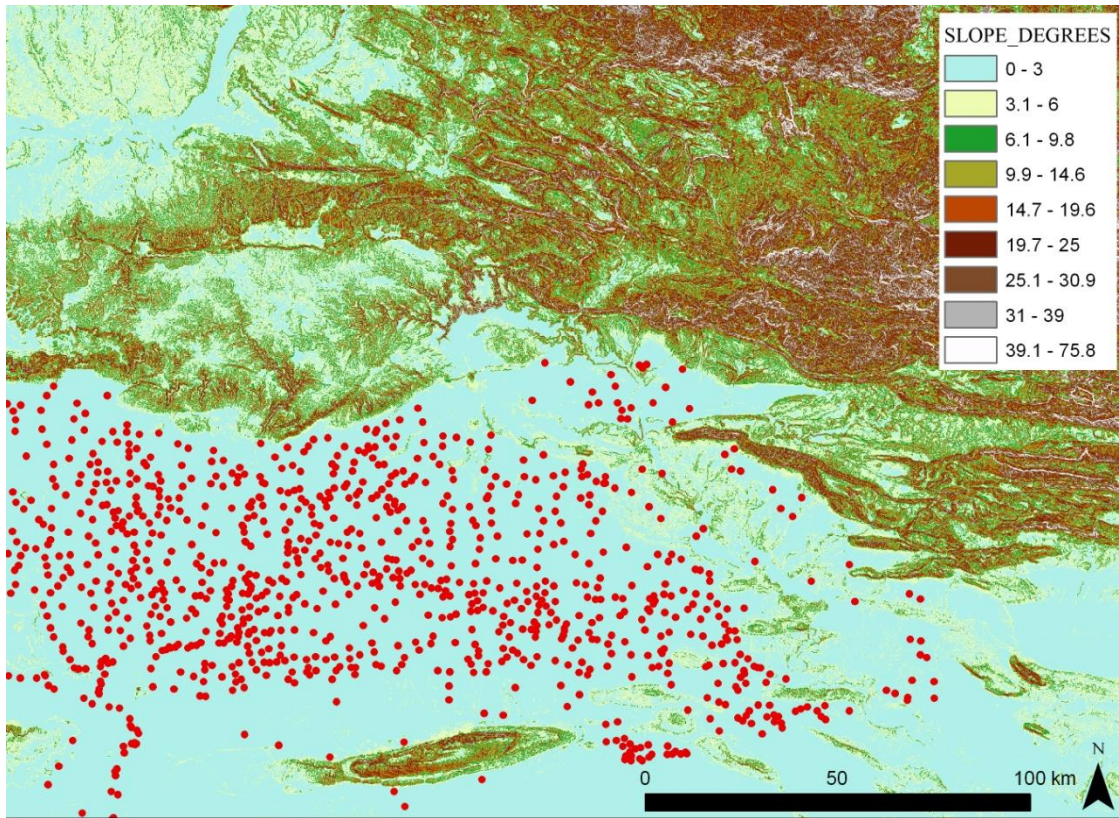 SLOPE_DEGREES
0 - 3
3.1 - 6
6.1 - 9.8
9.9 - 14.6
14.7 - 19.6
19.7 - 25
25.1 - 30.9
31 - 39
39.1 - 75.8
N
0 50 100 km